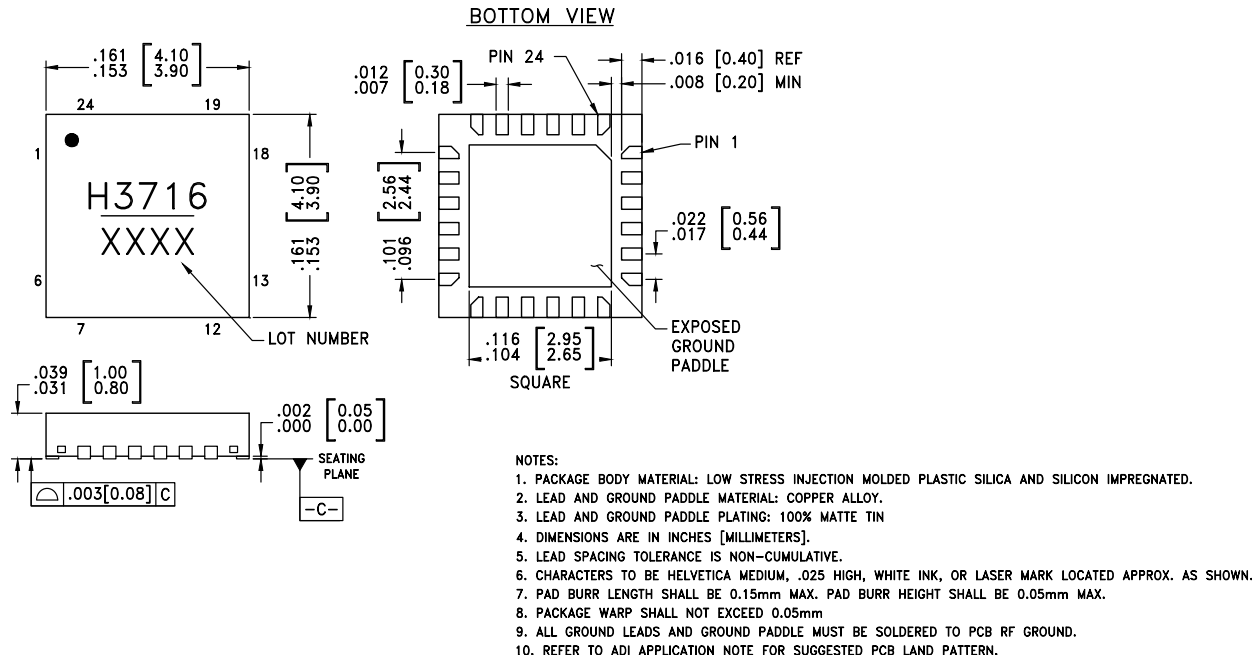 BOTTOM VIEW
.161 [4.10]
.153 [3.90]
24 19
1 18
H3716
XXXX
6 13
7 12
LOT NUMBER
.161 [4.10]
.153 [3.90]
.012 [0.30]
.007 [0.18]
PIN 24
.016 [0.40] REF
.008 [0.20] MIN
PIN 1
.101 [2.56]
.096 [2.44]
.022 [0.56]
.017 [0.44]
.116 [2.95]
.104 [2.65]
SQUARE
EXPOSED
GROUND
PADDLE
.039 [1.00]
.031 [0.80]
.002 [0.05]
.000 [0.00]
SEATING
PLANE
.003[0.08] C
-C-
NOTES:
1. PACKAGE BODY MATERIAL: LOW STRESS INJECTION MOLDED PLASTIC SILICA AND SILICON IMPREGNATED.
2. LEAD AND GROUND PADDLE MATERIAL: COPPER ALLOY.
3. LEAD AND GROUND PADDLE PLATING: 100% MATTE TIN
4. DIMENSIONS ARE IN INCHES [MILLIMETERS].
5. LEAD SPACING TOLERANCE IS NON-CUMULATIVE.
6. CHARACTERS TO BE HELVETICA MEDIUM, .025 HIGH, WHITE INK, OR LASER MARK LOCATED APPROX. AS SHOWN.
7. PAD BURR LENGTH SHALL BE 0.15mm MAX. PAD BURR HEIGHT SHALL BE 0.05mm MAX.
8. PACKAGE WARP SHALL NOT EXCEED 0.05mm
9. ALL GROUND LEADS AND GROUND PADDLE MUST BE SOLDERED TO PCB RF GROUND.
10. REFER TO ADI APPLICATION NOTE FOR SUGGESTED PCB LAND PATTERN.